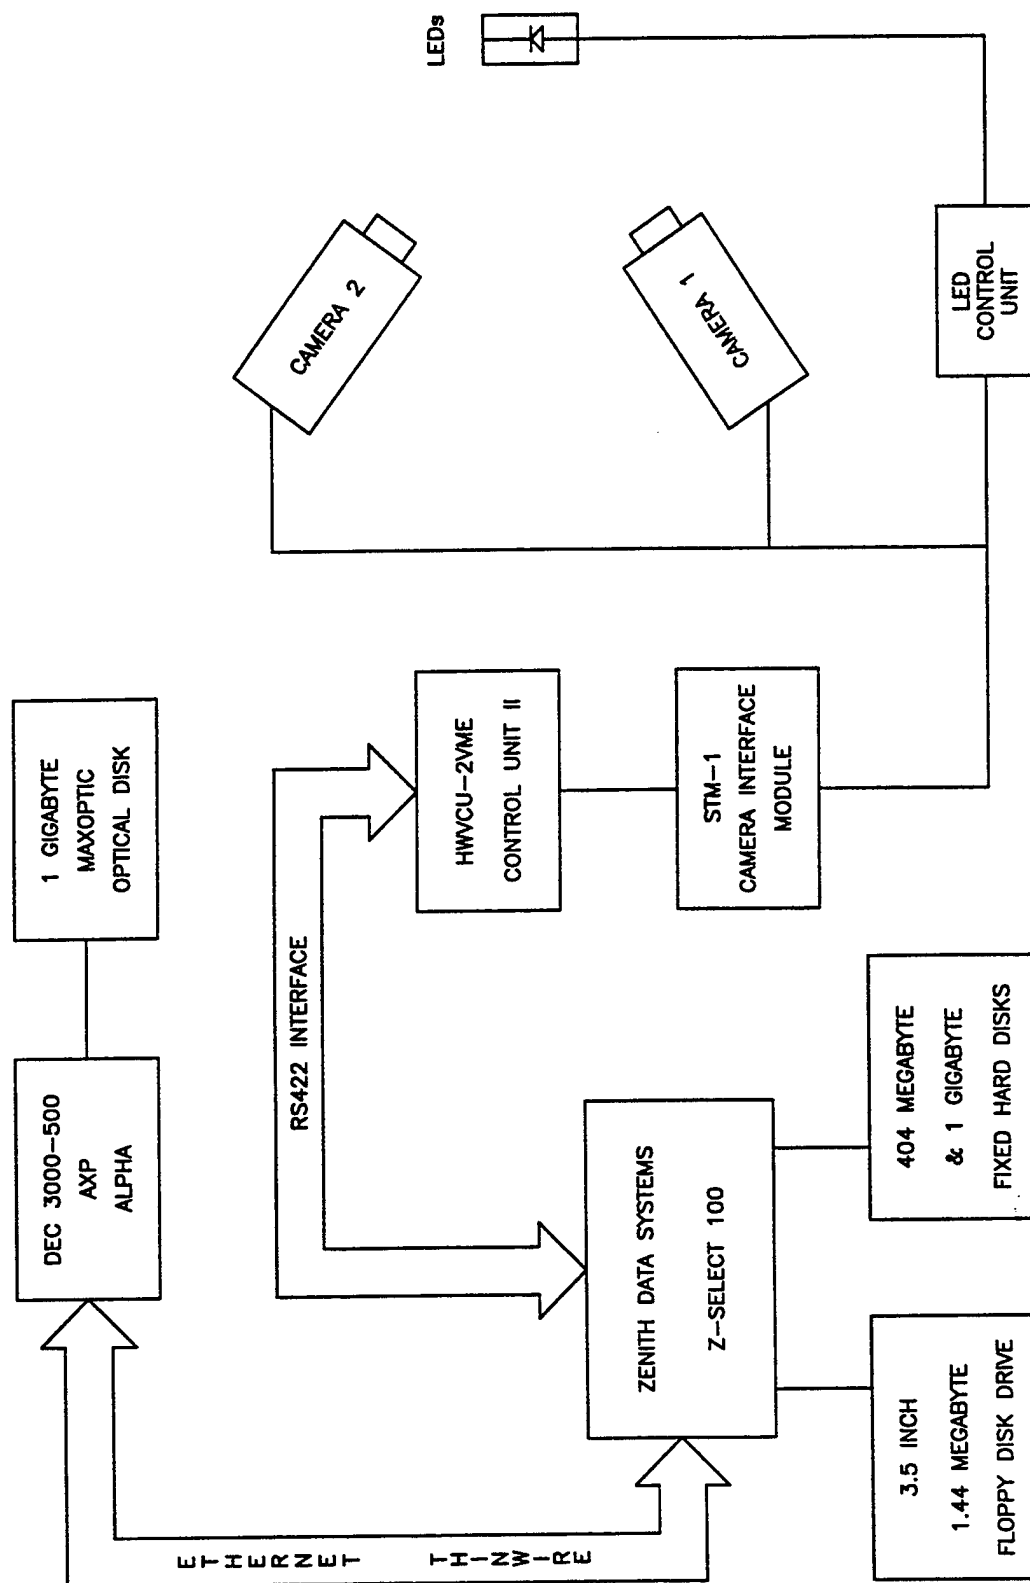 ETHERNET THINWIRE
DEC 3000-500
AXP
ALPHA
1 GIGABYTE
MAXOPTIC
OPTICAL DISK
RS422 INTERFACE
ZENITH DATA SYSTEMS
Z-SELECT 100
HWVCU-2VME
CONTROL UNIT II
3.5 INCH
1.44 MEGABYTE
FLOPPY DISK DRIVE
404 MEGABYTE
& 1 GIGABYTE
FIXED HARD DISKS
STM-1
CAMERA INTERFACE
MODULE
CAMERA 2
CAMERA 1
LEDs
LED
CONTROL
UNIT